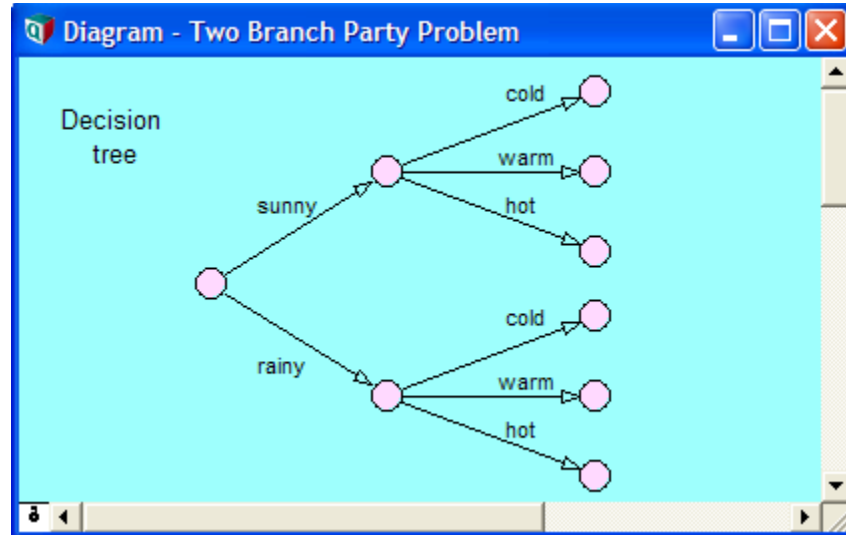 Diagram - Two Branch Party Problem
Decision
tree
cold
warm
sunny
hot
cold
rainy
warm
hot